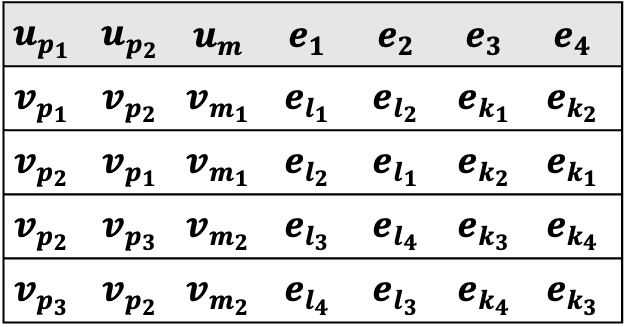 u_{p_1} u_{p_2} u_m e_1 e_2 e_3 e_4
v_{p_1} v_{p_2} v_{m_1} e_{l_1} e_{l_2} e_{k_1} e_{k_2}
v_{p_2} v_{p_1} v_{m_1} e_{l_2} e_{l_1} e_{k_2} e_{k_1}
v_{p_2} v_{p_3} v_{m_2} e_{l_3} e_{l_4} e_{k_3} e_{k_4}
v_{p_3} v_{p_2} v_{m_2} e_{l_4} e_{l_3} e_{k_4} e_{k_3}